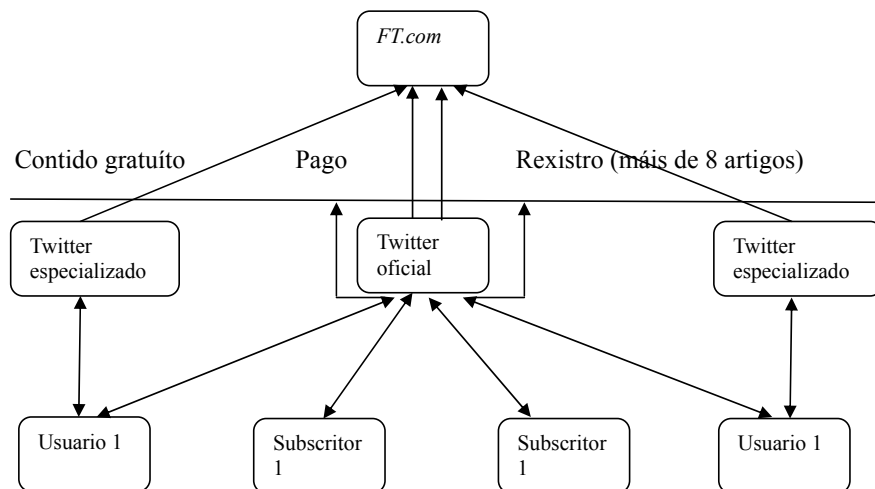 FT.com
Contido gratuíto
Pago
Rexistro (máis de 8 artigos)
Twitter
especializado
Twitter
oficial
Twitter
especializado
Usuario 1
Subscritor
1
Subscritor
1
Usuario 1